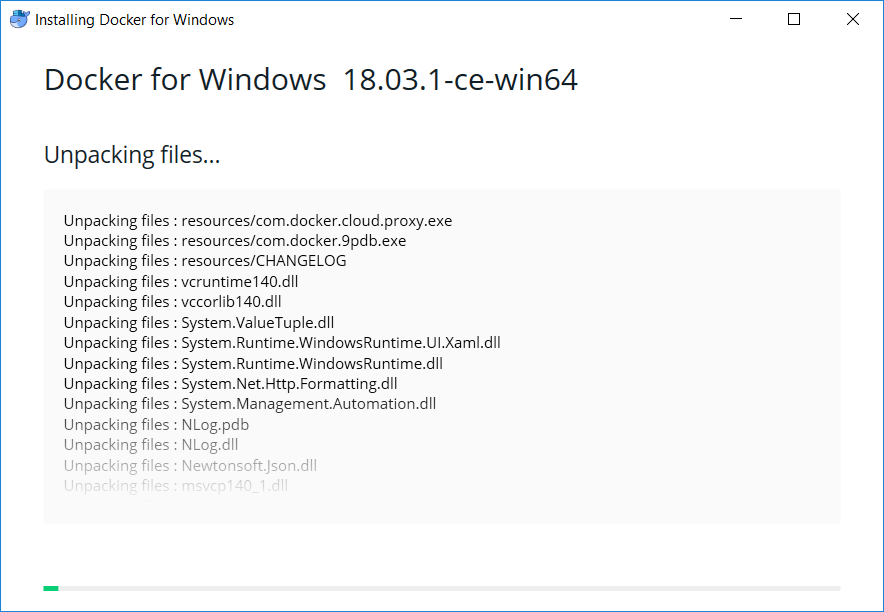 Installing Docker for Windows
Docker for Windows 18.03.1-ce-win64
Unpacking files...
Unpacking files : resources/com.docker.cloud.proxy.exe
Unpacking files : resources/com.docker.9pdb.exe
Unpacking files : resources/CHANGELOG
Unpacking files : vcruntime140.dll
Unpacking files : vccorlib140.dll
Unpacking files : System.ValueTuple.dll
Unpacking files : System.Runtime.WindowsRuntime.UI.Xaml.dll
Unpacking files : System.Runtime.WindowsRuntime.dll
Unpacking files : System.Net.Http.Formatting.dll
Unpacking files : System.Management.Automation.dll
Unpacking files : NLog.pdb
Unpacking files : NLog.dll
Unpacking files : Newtonsoft.Json.dll
Unpacking files : msvcp140_1.dll